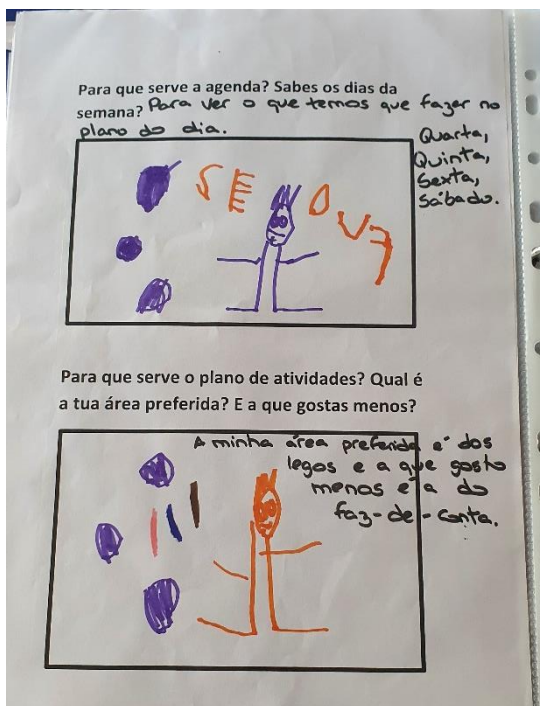 Para que serve a agenda? Sabes os dias da
semana? Para ver o que temos que fazer no
plano do dia.
Quarta,
Quinta,
Sexta,
Sábado.
S E D V 7
Para que serve o plano de atividades? Qual é
a tua área preferida? E a que gostas menos?
A minha área preferida é dos
legos e a que gosto
menos é a do
faz-de-conta.